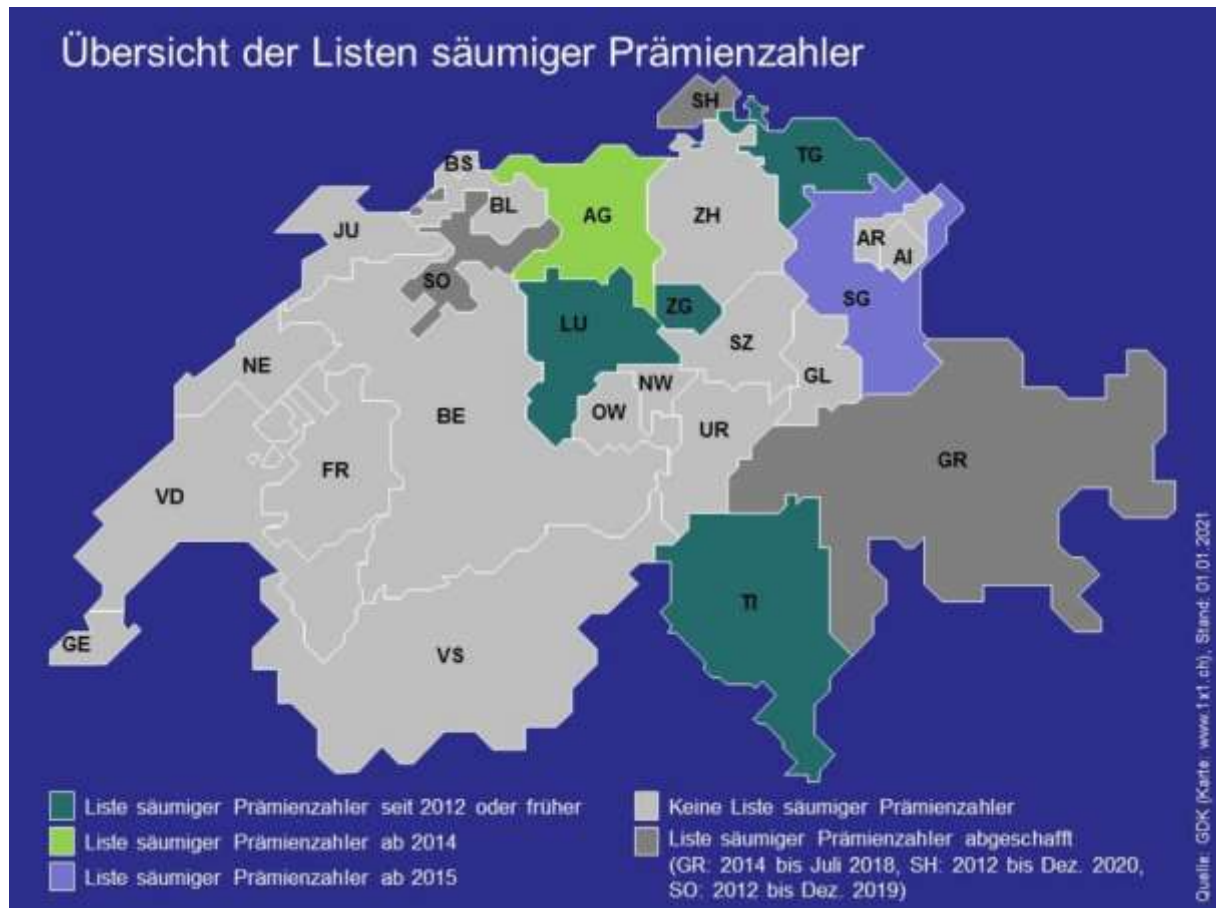 Übersicht der Listen säumiger Prämienzahler
SH
BS
TG
BL
AG
ZH
JU
AR
AI
SO
SG
ZG
LU
SZ
NE
GL
NW
OW
BE
UR
FR
GR
VD
TI
GE
VS
Liste säumiger Prämienzahler seit 2012 oder früher
Liste säumiger Prämienzahler ab 2014
Liste säumiger Prämienzahler ab 2015
Keine Liste säumiger Prämienzahler
Liste säumiger Prämienzahler abgeschafft
(GR: 2014 bis Juli 2018, SH: 2012 bis Dez. 2020,
SO: 2012 bis Dez. 2019)
Quelle: GDK (Karte: www.1x1.ch), Stand: 01.01.2021